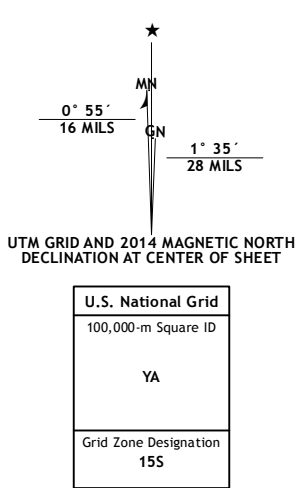 ★
MN
0° 55´
16 MILS
GN
1° 35´
28 MILS
UTM GRID AND 2014 MAGNETIC NORTH
DECLINATION AT CENTER OF SHEET
U.S. National Grid
100,000-m Square ID
YA
Grid Zone Designation
15S